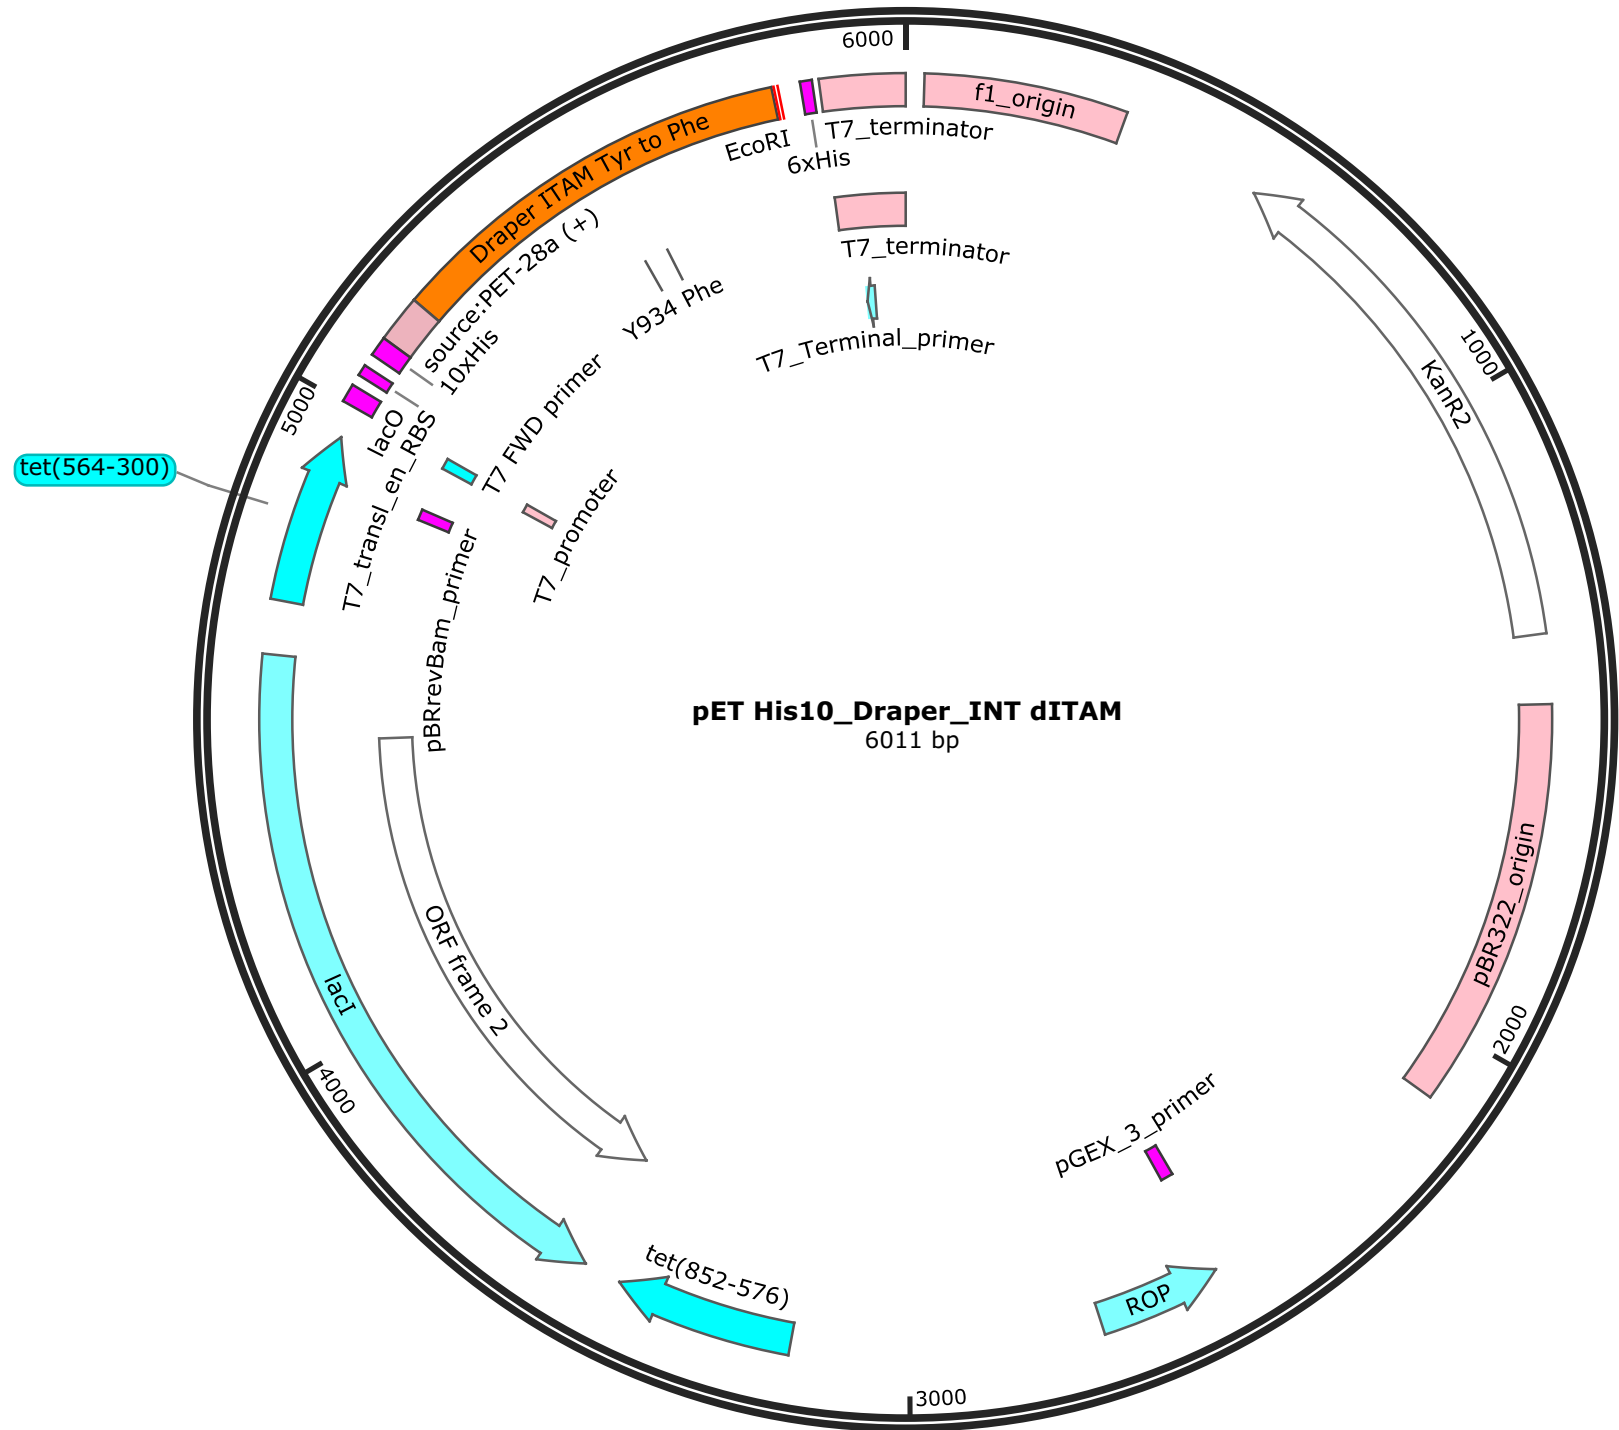 6000
f1_origin
T7_terminator
6xHis
EcoRI
Draper ITAM Tyr to Phe
source:PET-28a (+)
10xHis
T7_terminator
Y934 Phe
T7_Terminal_primer
KanR2
1000
5000
lacO
T7_transl_en_RBS
T7 FWD primer
tet(564-300)
T7_promoter
pBRrevBam_primer
pET His10_Draper_INT dITAM
6011 bp
pBR322_origin
ORF frame 2
lacI
2000
4000
pGEX_3_primer
tet(852-576)
ROP
3000